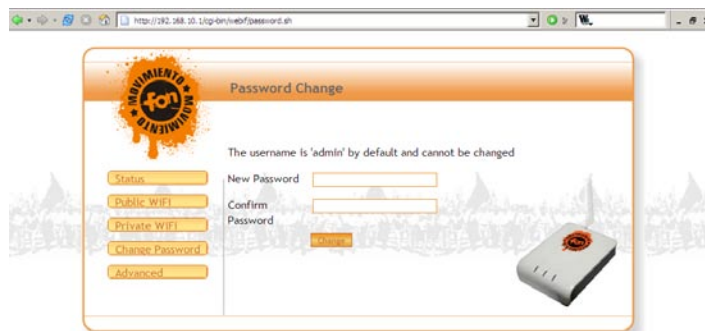 http://192.168.10.1/cgi-bin/webif/password.sh
W.
MOVIMIENTO
fon
MOVIMIENTO
Password Change
The username is 'admin' by default and cannot be changed
New Password
Confirm
Password
Change
Status
Public WIFI
Private WIFI
Change Password
Advanced